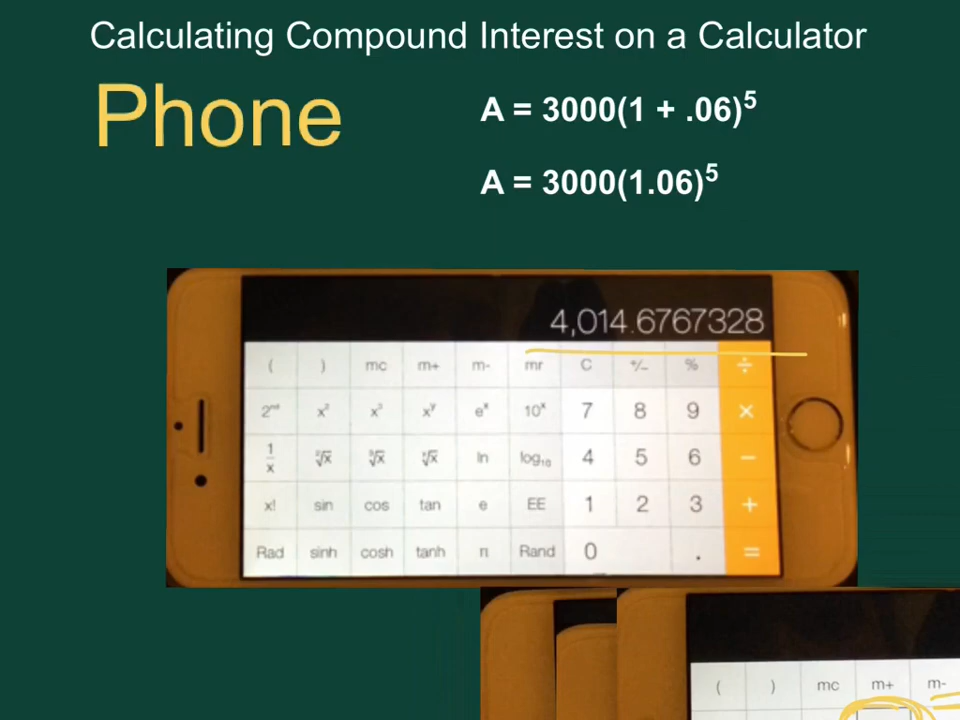 Calculating Compound Interest on a Calculator
Phone
A = 3000(1 + .06)⁵
A = 3000(1.06)⁵
4,014.6767328
( ) mc m+ m- mr C +/− % ÷
2ⁿᵈ x² x³ xʸ eˣ 10ˣ 7 8 9 ×
1/x ²√x ³√x ʸ√x ln log₁₀ 4 5 6 −
x! sin cos tan e EE 1 2 3 +
Rad sinh cosh tanh π Rand 0 . =
( ) mc m+ m-